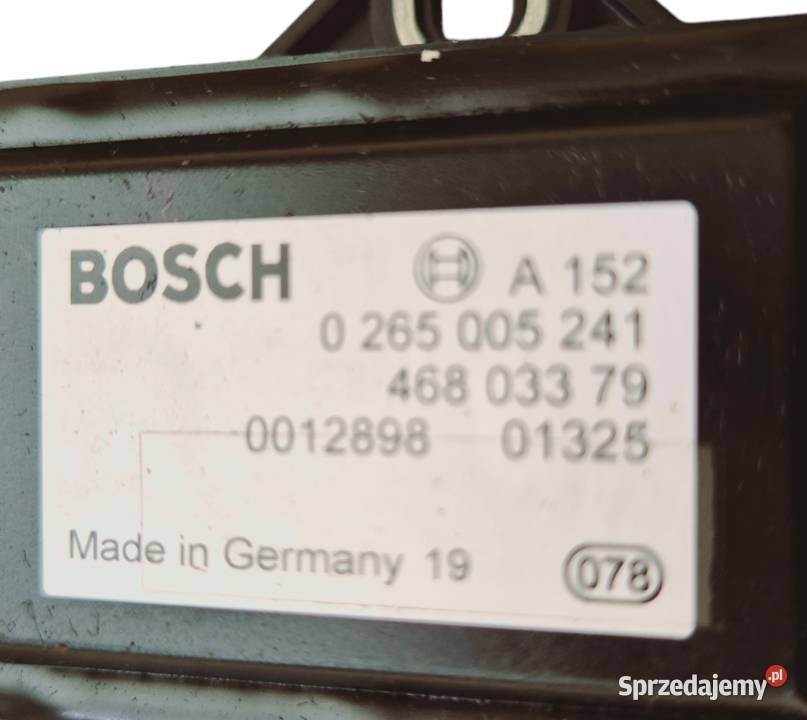 BOSCH A 152
0 265 005 241
468 033 79
0012898 01325
Made in Germany 19 078
Sprzedajemy.pl